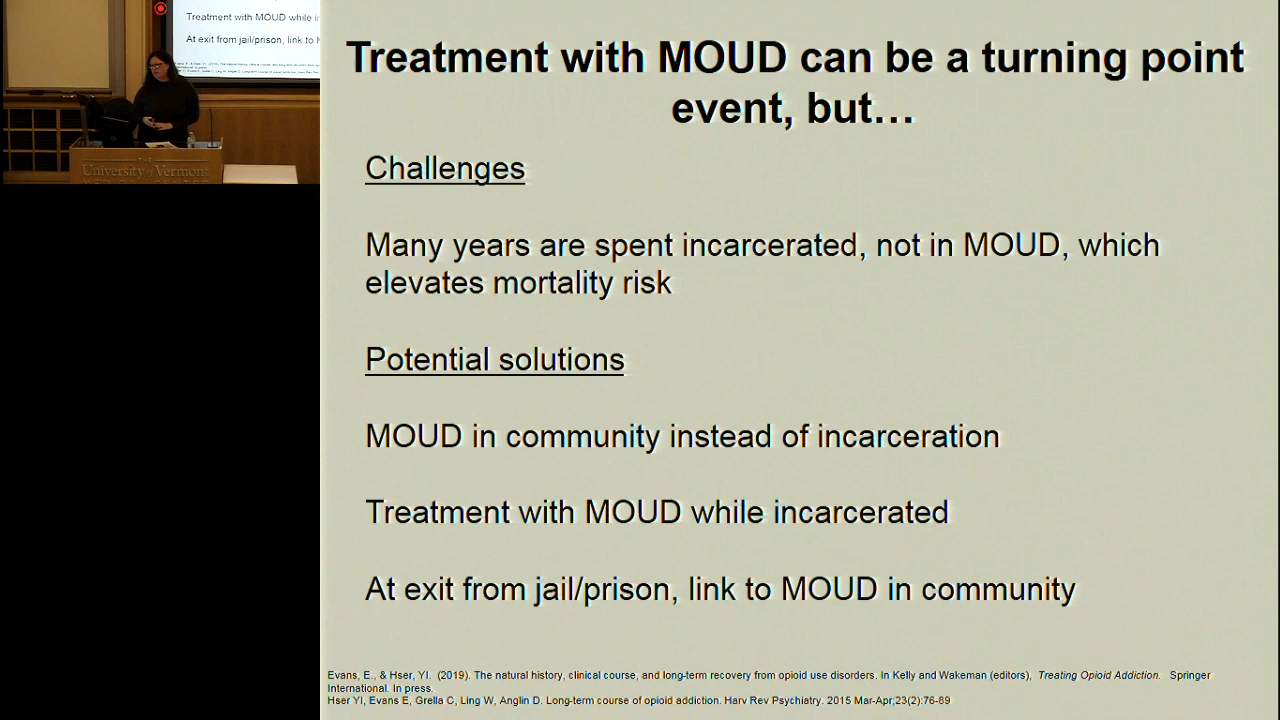 Treatment with MOUD while i
At exit from jail/prison, link to
University of Vermont
Treatment with MOUD can be a turning point
event, but…
Challenges
Many years are spent incarcerated, not in MOUD, which
elevates mortality risk
Potential solutions
MOUD in community instead of incarceration
Treatment with MOUD while incarcerated
At exit from jail/prison, link to MOUD in community
Evans, E., & Hser, YI. (2019). The natural history, clinical course, and long-term recovery from opioid use disorders. In Kelly and Wakeman (editors), Treating Opioid Addiction. Springer
International. In press.
Hser YI, Evans E, Grella C, Ling W, Anglin D. Long-term course of opioid addiction. Harv Rev Psychiatry. 2015 Mar-Apr;23(2):76-89